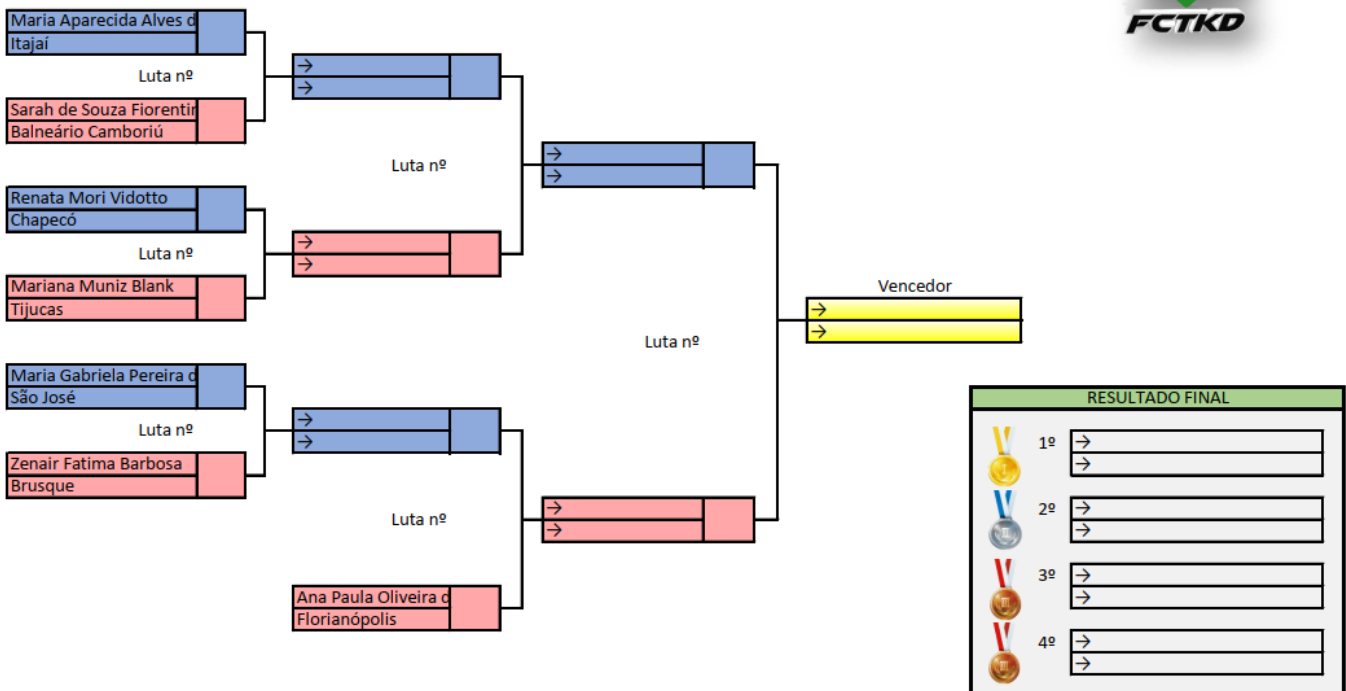 FCTKD
Maria Aparecida Alves d
Itajaí
Luta nº
Sarah de Souza Fiorentin
Balneário Camboriú
→
→
Luta nº
Renata Mori Vidotto
Chapecó
Luta nº
Mariana Muniz Blank
Tijucas
→
→
→
→
Luta nº
Vencedor
→
→
Maria Gabriela Pereira d
São José
Luta nº
Zenair Fatima Barbosa
Brusque
→
→
Luta nº
Ana Paula Oliveira d
Florianópolis
→
→
RESULTADO FINAL
1º →
→
2º →
→
3º →
→
4º →
→